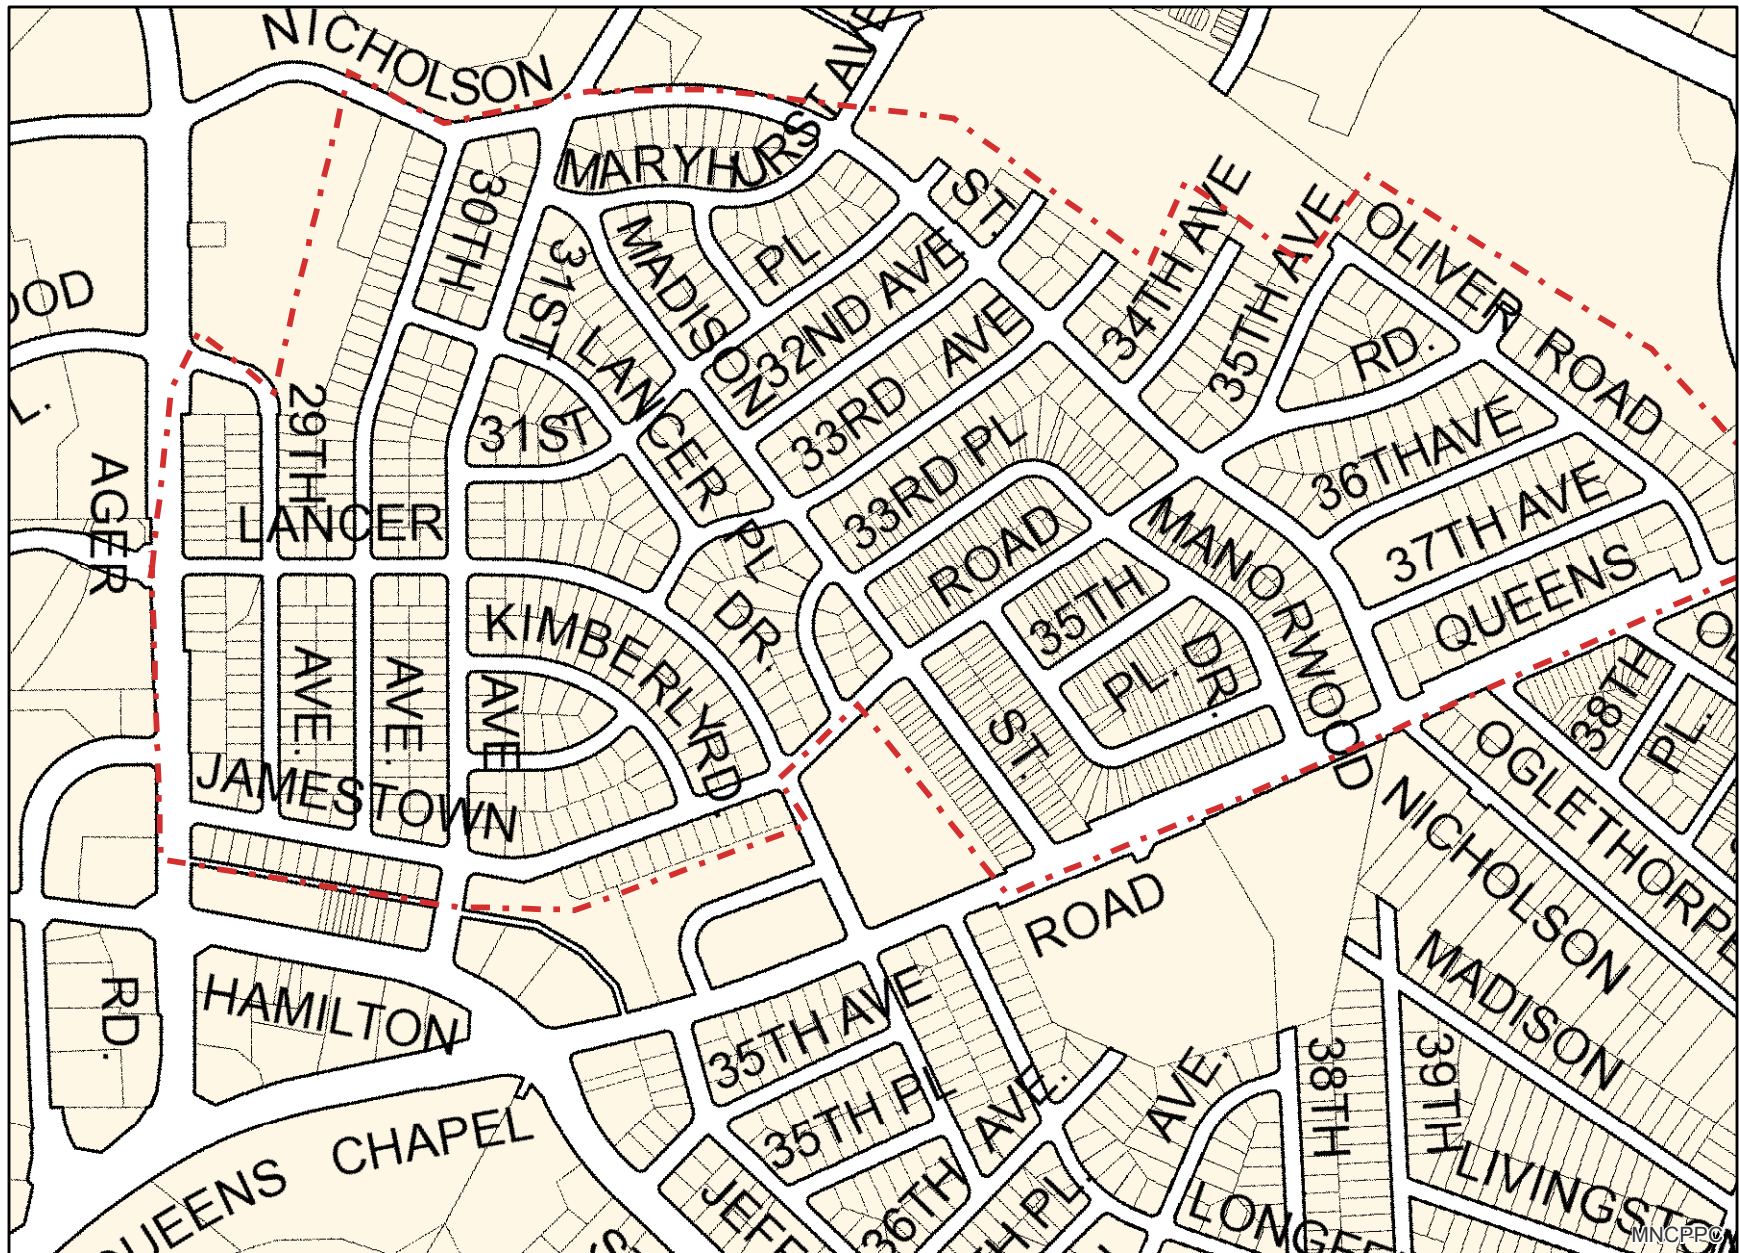 NICHOLSON
ST. AVE
MARYHURST
30TH
ST.
34TH AVE
35TH AVE
OLIVER ROAD
MADISON
PL
32ND AVE
31ST
LANCER PL
33RD AVE
RD.
31ST
LANCER DR.
33RD PL
36TH AVE
29TH
AGER
LANCER
37TH AVE
ROAD
MANORWOOD
35TH
QUEENS
KIMBERLY RD.
AVE.
AVE.
AVE
PL.
DR.
ST.
38TH
PL.
JAMESTOWN
OGLETHORPE
NICHOLSON
ROAD
MADISON
RD.
HAMILTON
35TH AVE
35TH PL
AVE.
AVE.
38TH
39TH
QUEENS CHAPEL
36TH
PL.
LIVINGST
MNCPPC